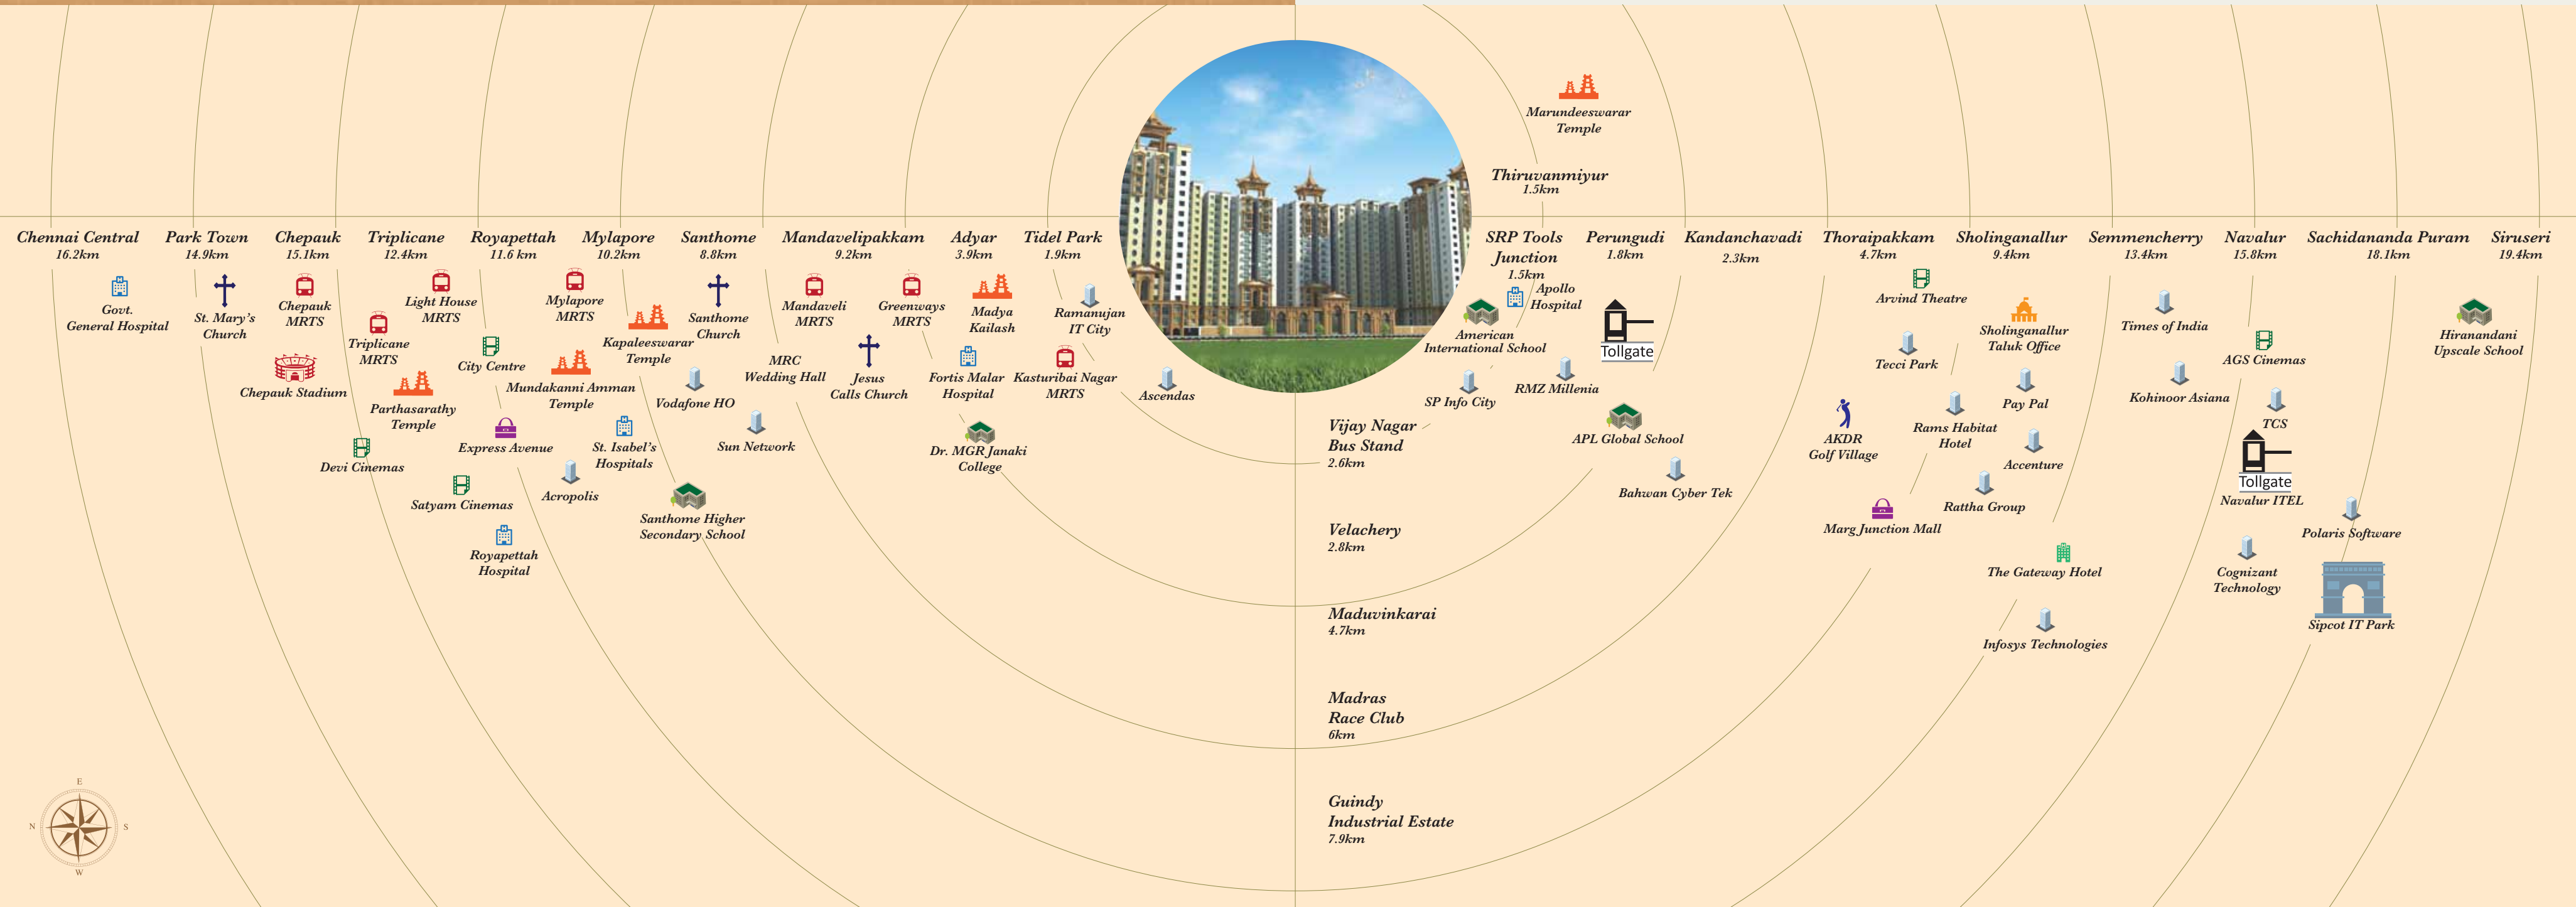 Marundeeswarar
Temple
Thiruvanmiyur
1.5km
Chennai Central
16.2km
Park Town
14.9km
Chepauk
15.1km
Triplicane
12.4km
Royapettah
11.6 km
Mylapore
10.2km
Santhome
8.8km
Mandavelipakkam
9.2km
Adyar
3.9km
Tidel Park
1.9km
SRP Tools
Junction
1.5km
Perungudi
1.8km
Kandanchavadi
2.3km
Thoraipakkam
4.7km
Sholinganallur
9.4km
Semmencherry
13.4km
Navalur
15.8km
Sachidananda Puram
18.1km
Siruseri
19.4km
Govt.
General Hospital
St. Mary's
Church
Chepauk
MRTS
Chepauk Stadium
Triplicane
MRTS
Light House
MRTS
Parthasarathy
Temple
Devi Cinemas
City Centre
Express Avenue
Satyam Cinemas
Royapettah
Hospital
Mylapore
MRTS
Kapaleeswarar
Temple
Mundakanni Amman
Temple
St. Isabel's
Hospitals
Acropolis
Santhome
Church
Vodafone HO
Sun Network
Santhome Higher
Secondary School
Mandaveli
MRTS
MRC
Wedding Hall
Jesus
Calls Church
Greenways
MRTS
Madya
Kailash
Fortis Malar
Hospital
Dr. MGR Janaki
College
Ramanujan
IT City
Kasturibai Nagar
MRTS
Ascendas
Apollo
Hospital
American
International School
SP Info City
RMZ Millenia
Tollgate
APL Global School
Bahwan Cyber Tek
Arvind Theatre
Tecci Park
AKDR
Golf Village
Marg Junction Mall
Sholinganallur
Taluk Office
Pay Pal
Rams Habitat
Hotel
Accenture
Rattha Group
The Gateway Hotel
Infosys Technologies
Times of India
Kohinoor Asiana
AGS Cinemas
TCS
Tollgate
Navalur ITEL
Cognizant
Technology
Polaris Software
Sipcot IT Park
Hiranandani
Upscale School
Vijay Nagar
Bus Stand
2.6km
Velachery
2.8km
Maduvinkarai
4.7km
Madras
Race Club
6km
Guindy
Industrial Estate
7.9km
E
N
S
W